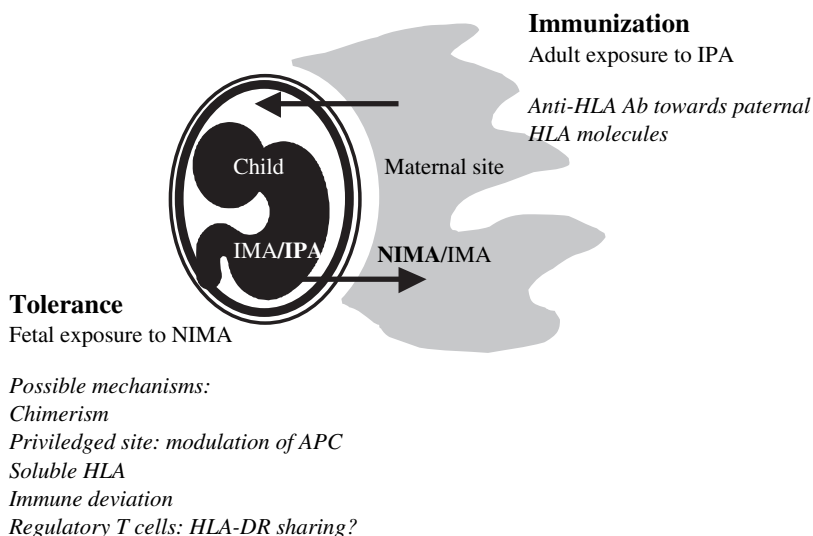 Immunization
Adult exposure to IPA
Anti-HLA Ab towards paternal
HLA molecules
Child
Maternal site
IMA/IPA
NIMA/IMA
Tolerance
Fetal exposure to NIMA
Possible mechanisms:
Chimerism
Priviledged site: modulation of APC
Soluble HLA
Immune deviation
Regulatory T cells: HLA-DR sharing?